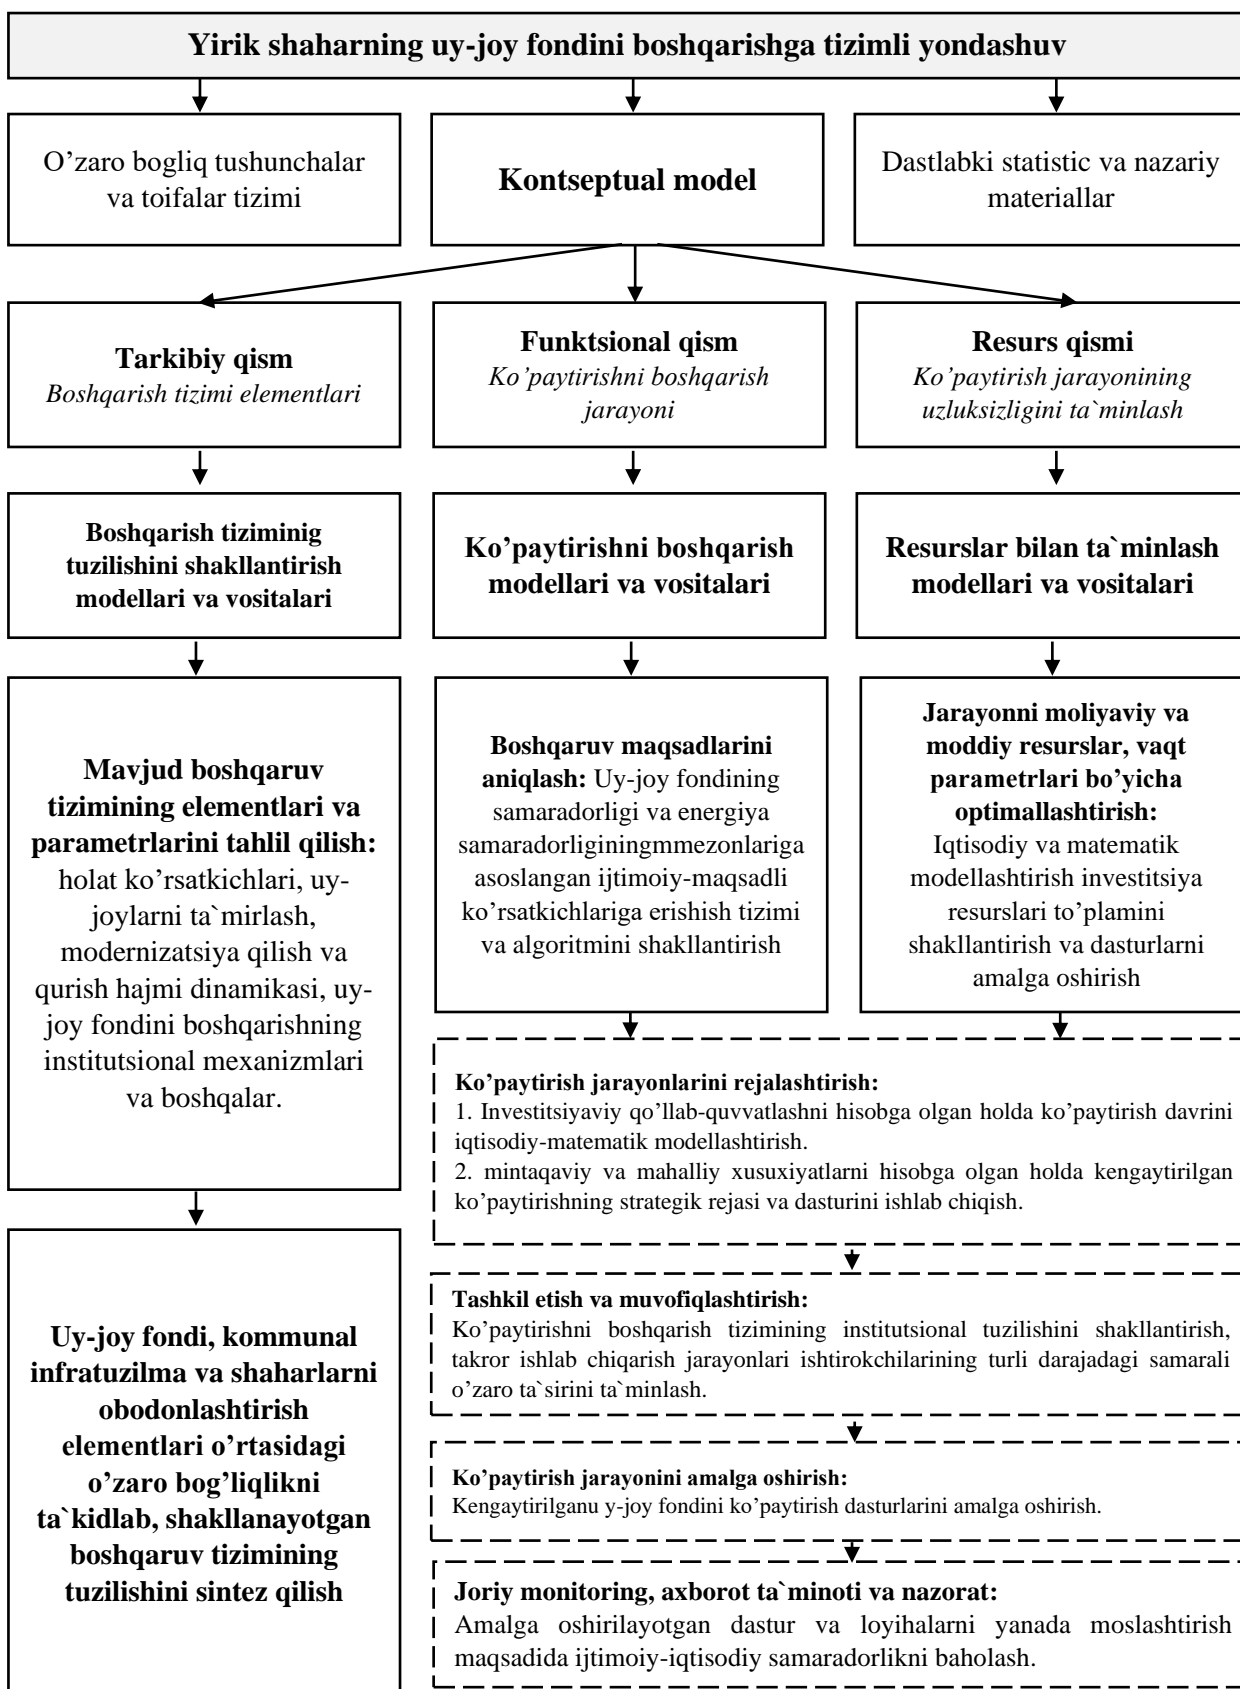 Yirik shaharning uy-joy fondini boshqarishga tizimli yondashuv
O’zaro bogliq tushunchalar
va toifalar tizimi
Kontseptual model
Dastlabki statistic va nazariy
materiallar
Tarkibiy qism
Boshqarish tizimi elementlari
Funktsional qism
Ko’paytirishni boshqarish
jarayoni
Resurs qismi
Ko’paytirish jarayonining
uzluksizligini ta`minlash
Boshqarish tiziminig
tuzilishini shakllantirish
modellari va vositalari
Ko’paytirishni boshqarish
modellari va vositalari
Resurslar bilan ta`minlash
modellari va vositalari
Mavjud boshqaruv
tizimining elementlari va
parametrlarini tahlil qilish:
holat ko’rsatkichlari, uy-
joylarni ta`mirlash,
modernizatsiya qilish va
qurish hajmi dinamikasi, uy-
joy fondini boshqarishning
institutsional mexanizmlari
va boshqalar.
Boshqaruv maqsadlarini
aniqlash: Uy-joy fondining
samaradorligi va energiya
samaradorliginingmmezonlariga
asoslangan ijtimoiy-maqsadli
ko’rsatkichlariga erishish tizimi
va algoritmini shakllantirish
Jarayonni moliyaviy va
moddiy resurslar, vaqt
parametrlari bo’yicha
optimallashtirish:
Iqtisodiy va matematik
modellashtirish investitsiya
resurslari to’plamini
shakllantirish va dasturlarni
amalga oshirish
Ko’paytirish jarayonlarini rejalashtirish:
1. Investitsiyaviy qo’llab-quvvatlashni hisobga olgan holda ko’paytirish davrini
iqtisodiy-matematik modellashtirish.
2. mintaqaviy va mahalliy xusuxiyatlarni hisobga olgan holda kengaytirilgan
ko’paytirishning strategik rejasi va dasturini ishlab chiqish.
Uy-joy fondi, kommunal
infratuzilma va shaharlarni
obodonlashtirish
elementlari o’rtasidagi
o’zaro bog’liqlikni
ta`kidlab, shakllanayotgan
boshqaruv tizimining
tuzilishini sintez qilish
Tashkil etish va muvofiqlashtirish:
Ko’paytirishni boshqarish tizimining institutsional tuzilishini shakllantirish,
takror ishlab chiqarish jarayonlari ishtirokchilarining turli darajadagi samarali
o’zaro ta`sirini ta`minlash.
Ko’paytirish jarayonini amalga oshirish:
Kengaytirilganu y-joy fondini ko’paytirish dasturlarini amalga oshirish.
Joriy monitoring, axborot ta`minoti va nazorat:
Amalga oshirilayotgan dastur va loyihalarni yanada moslashtirish
maqsadida ijtimoiy-iqtisodiy samaradorlikni baholash.